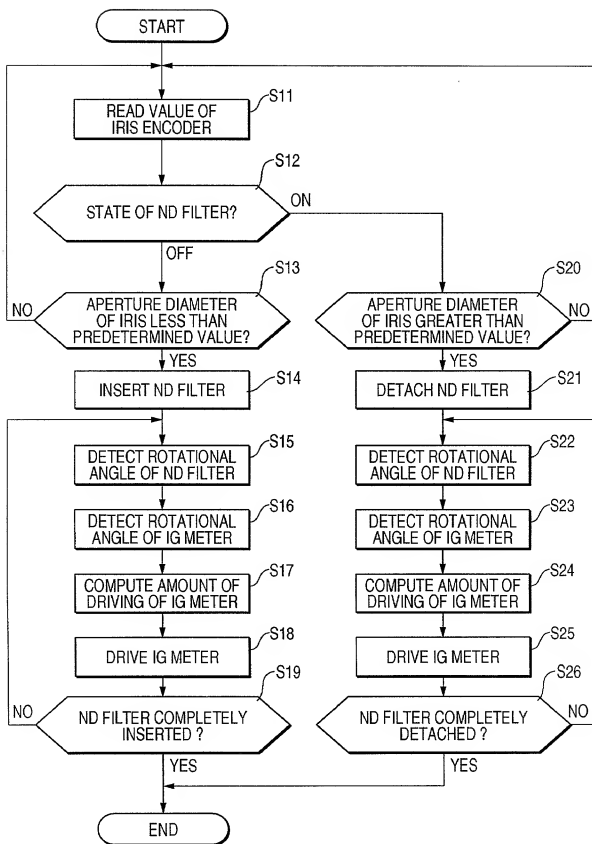 START
S11
READ VALUE OF
IRIS ENCODER
S12
STATE OF ND FILTER?
ON
OFF
S13
NO
APERTURE DIAMETER
OF IRIS LESS THAN
PREDETERMINED VALUE?
YES
S14
INSERT ND FILTER
S15
DETECT ROTATIONAL
ANGLE OF ND FILTER
S16
DETECT ROTATIONAL
ANGLE OF IG METER
S17
COMPUTE AMOUNT OF
DRIVING OF IG METER
S18
DRIVE IG METER
S19
NO
ND FILTER COMPLETELY
INSERTED ?
YES
S20
APERTURE DIAMETER
OF IRIS GREATER THAN
PREDETERMINED VALUE?
NO
YES
S21
DETACH ND FILTER
S22
DETECT ROTATIONAL
ANGLE OF ND FILTER
S23
DETECT ROTATIONAL
ANGLE OF IG METER
S24
COMPUTE AMOUNT OF
DRIVING OF IG METER
S25
DRIVE IG METER
S26
ND FILTER COMPLETELY
DETACHED ?
NO
YES
END